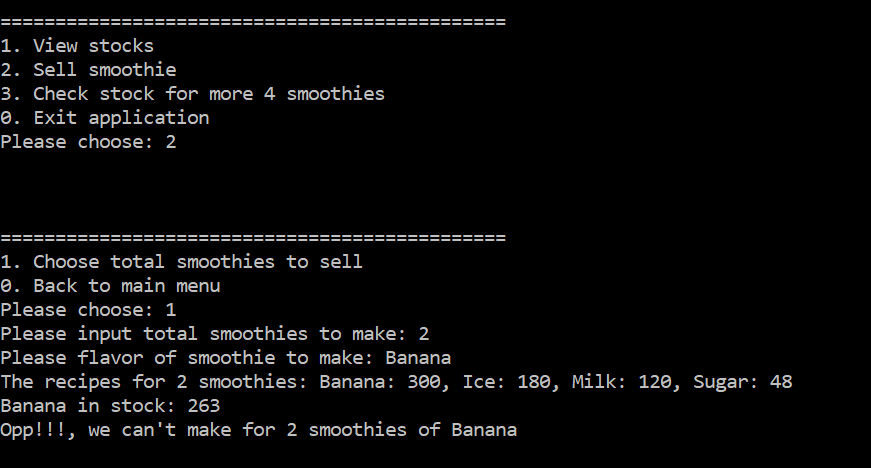 ==============================================
1. View stocks
2. Sell smoothie
3. Check stock for more 4 smoothies
0. Exit application
Please choose: 2
==============================================
1. Choose total smoothies to sell
0. Back to main menu
Please choose: 1
Please input total smoothies to make: 2
Please flavor of smoothie to make: Banana
The recipes for 2 smoothies: Banana: 300, Ice: 180, Milk: 120, Sugar: 48
Banana in stock: 263
Opp!!!, we can't make for 2 smoothies of Banana